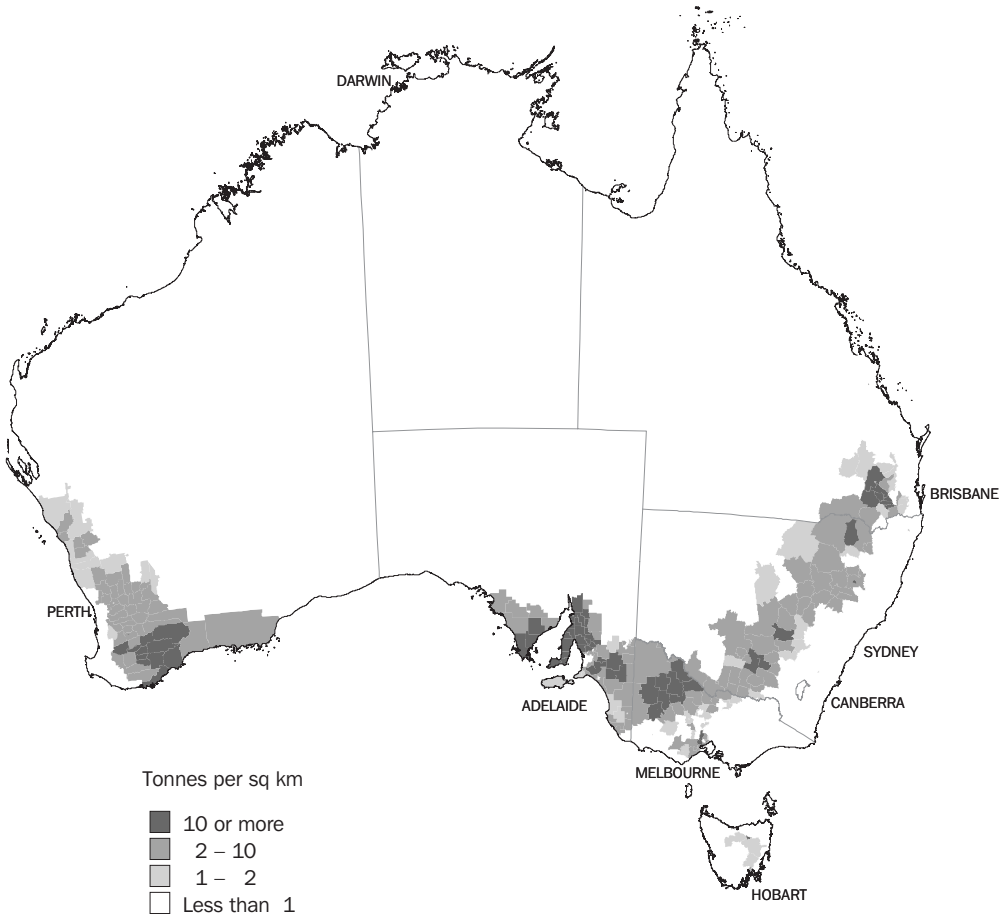 DARWIN
BRISBANE
PERTH
SYDNEY
CANBERRA
ADELAIDE
MELBOURNE
Tonnes per sq km
10 or more
2 – 10
1 – 2
Less than 1
HOBART